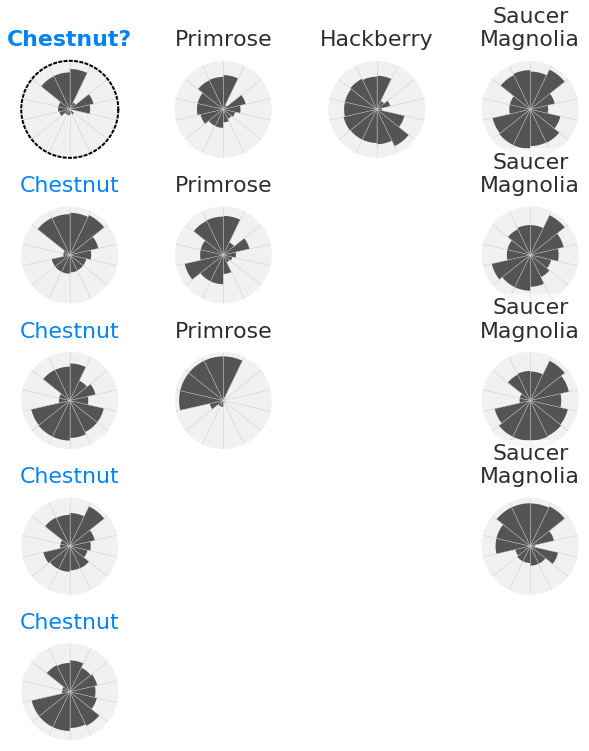 Chestnut?
Primrose
Hackberry
Saucer
Magnolia
Chestnut
Primrose
Saucer
Magnolia
Chestnut
Primrose
Saucer
Magnolia
Chestnut
Saucer
Magnolia
Chestnut